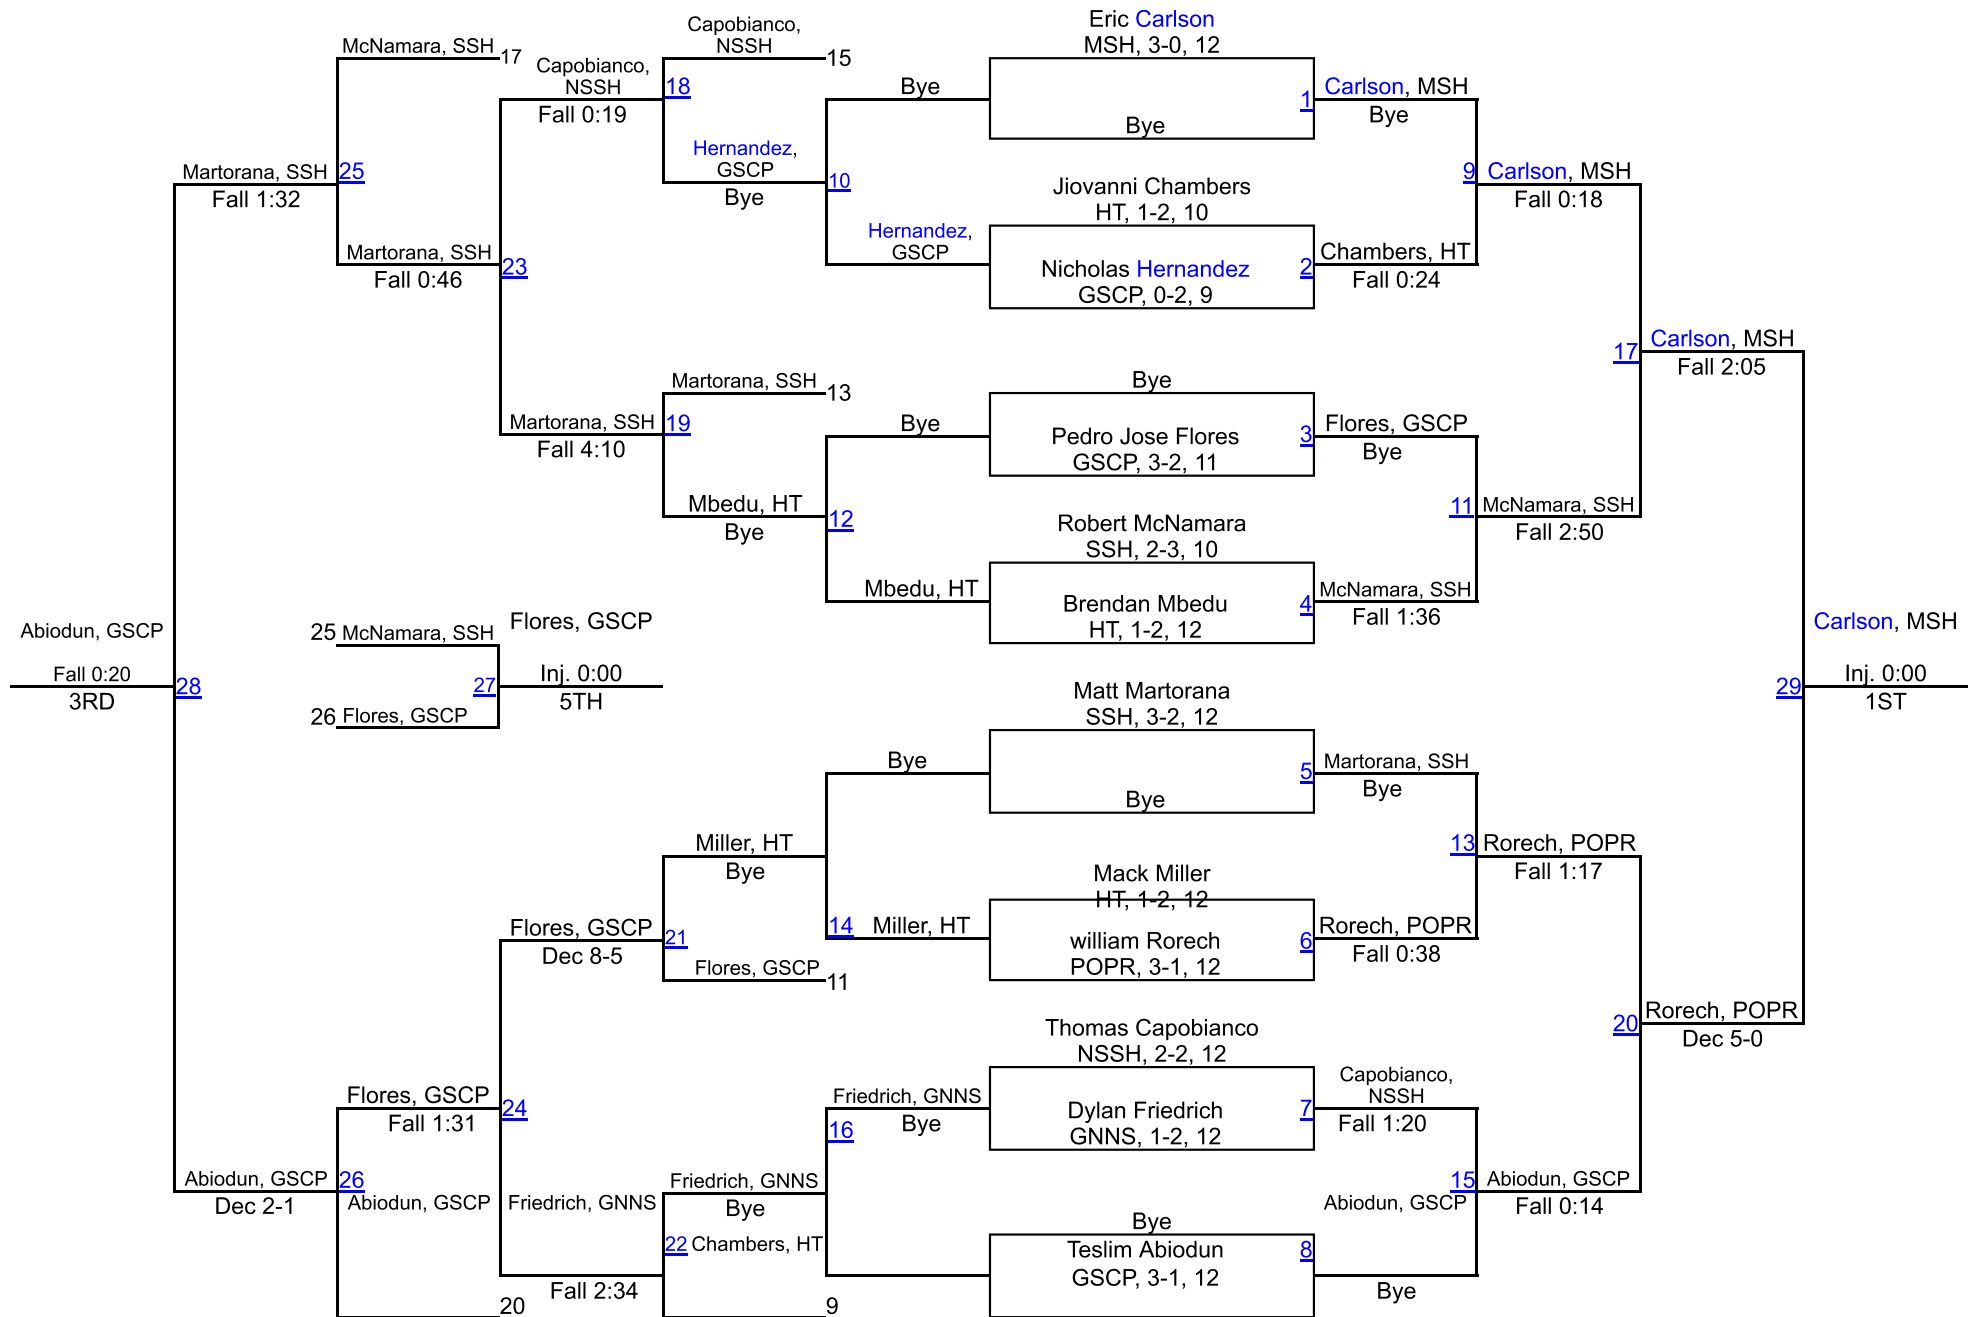 Eric Carlson
MSH, 3-0, 12
Bye
1
Jiovanni Chambers
HT, 1-2, 10
Nicholas Hernandez
GSCP, 0-2, 9
2
Bye
Pedro Jose Flores
GSCP, 3-2, 11
3
Robert McNamara
SSH, 2-3, 10
Brendan Mbedu
HT, 1-2, 12
4
Matt Martorana
SSH, 3-2, 12
Bye
5
Mack Miller
HT, 1-2, 12
william Rorech
POPR, 3-1, 12
6
Thomas Capobianco
NSSH, 2-2, 12
Dylan Friedrich
GNNS, 1-2, 12
7
Bye
Teslim Abiodun
GSCP, 3-1, 12
8
Carlson, MSH
Bye
9
Chambers, HT
Fall 0:24
Flores, GSCP
Bye
11
McNamara, SSH
Fall 1:36
Martorana, SSH
Bye
13
Rorech, POPR
Fall 0:38
Capobianco,
NSSH
Fall 1:20
15
Abiodun, GSCP
Bye
Carlson, MSH
Fall 0:18
17
McNamara, SSH
Fall 2:50
Rorech, POPR
Fall 1:17
20
Abiodun, GSCP
Fall 0:14
Carlson, MSH
Fall 2:05
Rorech, POPR
Dec 5-0
29
Carlson, MSH
Inj. 0:00
1ST
Bye
10
Hernandez,
GSCP
Bye
12
Mbedu, HT
Bye
14
Miller, HT
Friedrich, GNNS
Bye
16
Capobianco,
NSSH
15
18
Hernandez,
GSCP
Bye
Martorana, SSH
13
19
Mbedu, HT
Bye
Miller, HT
Bye
21
Flores, GSCP
11
Friedrich, GNNS
Bye
22
Chambers, HT
9
Capobianco,
NSSH
Fall 0:19
23
Martorana, SSH
Fall 4:10
Flores, GSCP
Dec 8-5
24
Friedrich, GNNS
Fall 2:34
McNamara, SSH
17
25
Martorana, SSH
Fall 0:46
Flores, GSCP
Fall 1:31
26
Abiodun, GSCP
20
Martorana, SSH
Fall 1:32
28
Abiodun, GSCP
Dec 2-1
Abiodun, GSCP
Fall 0:20
3RD
25
McNamara, SSH
27
26
Flores, GSCP
Flores, GSCP
Inj. 0:00
5TH